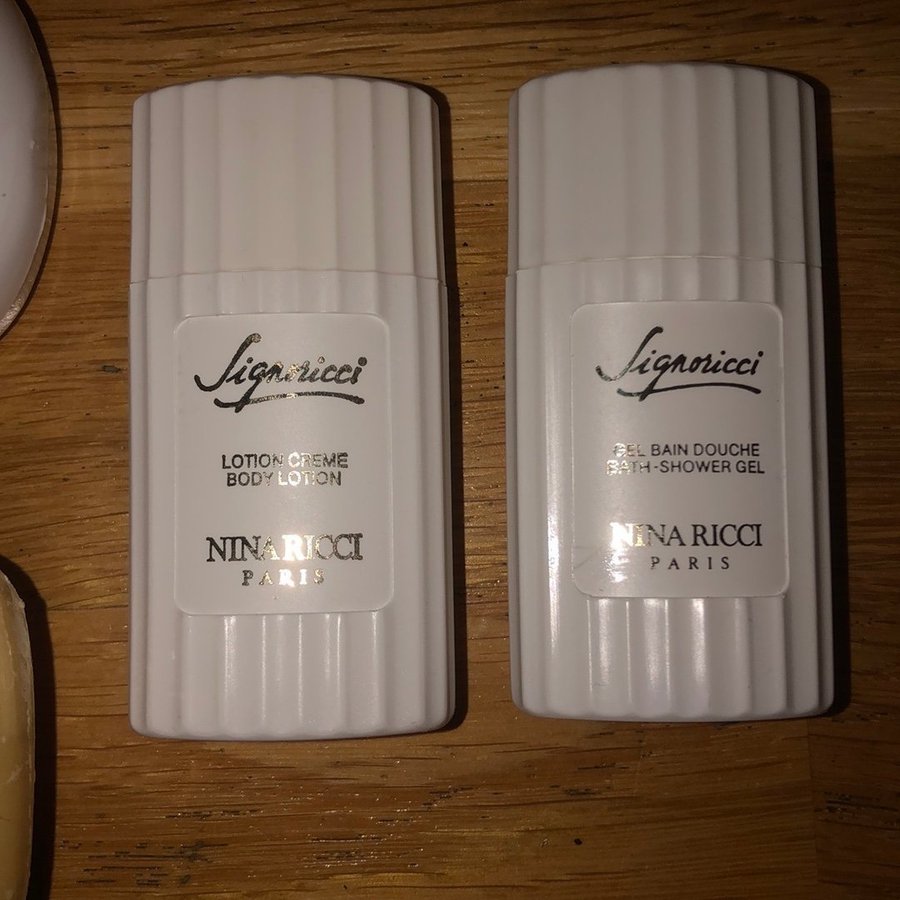 Signoricci
LOTION CREME
BODY LOTION
NINA RICCI
PARIS
Signoricci
GEL BAIN DOUCHE
BATH-SHOWER GEL
NINA RICCI
PARIS